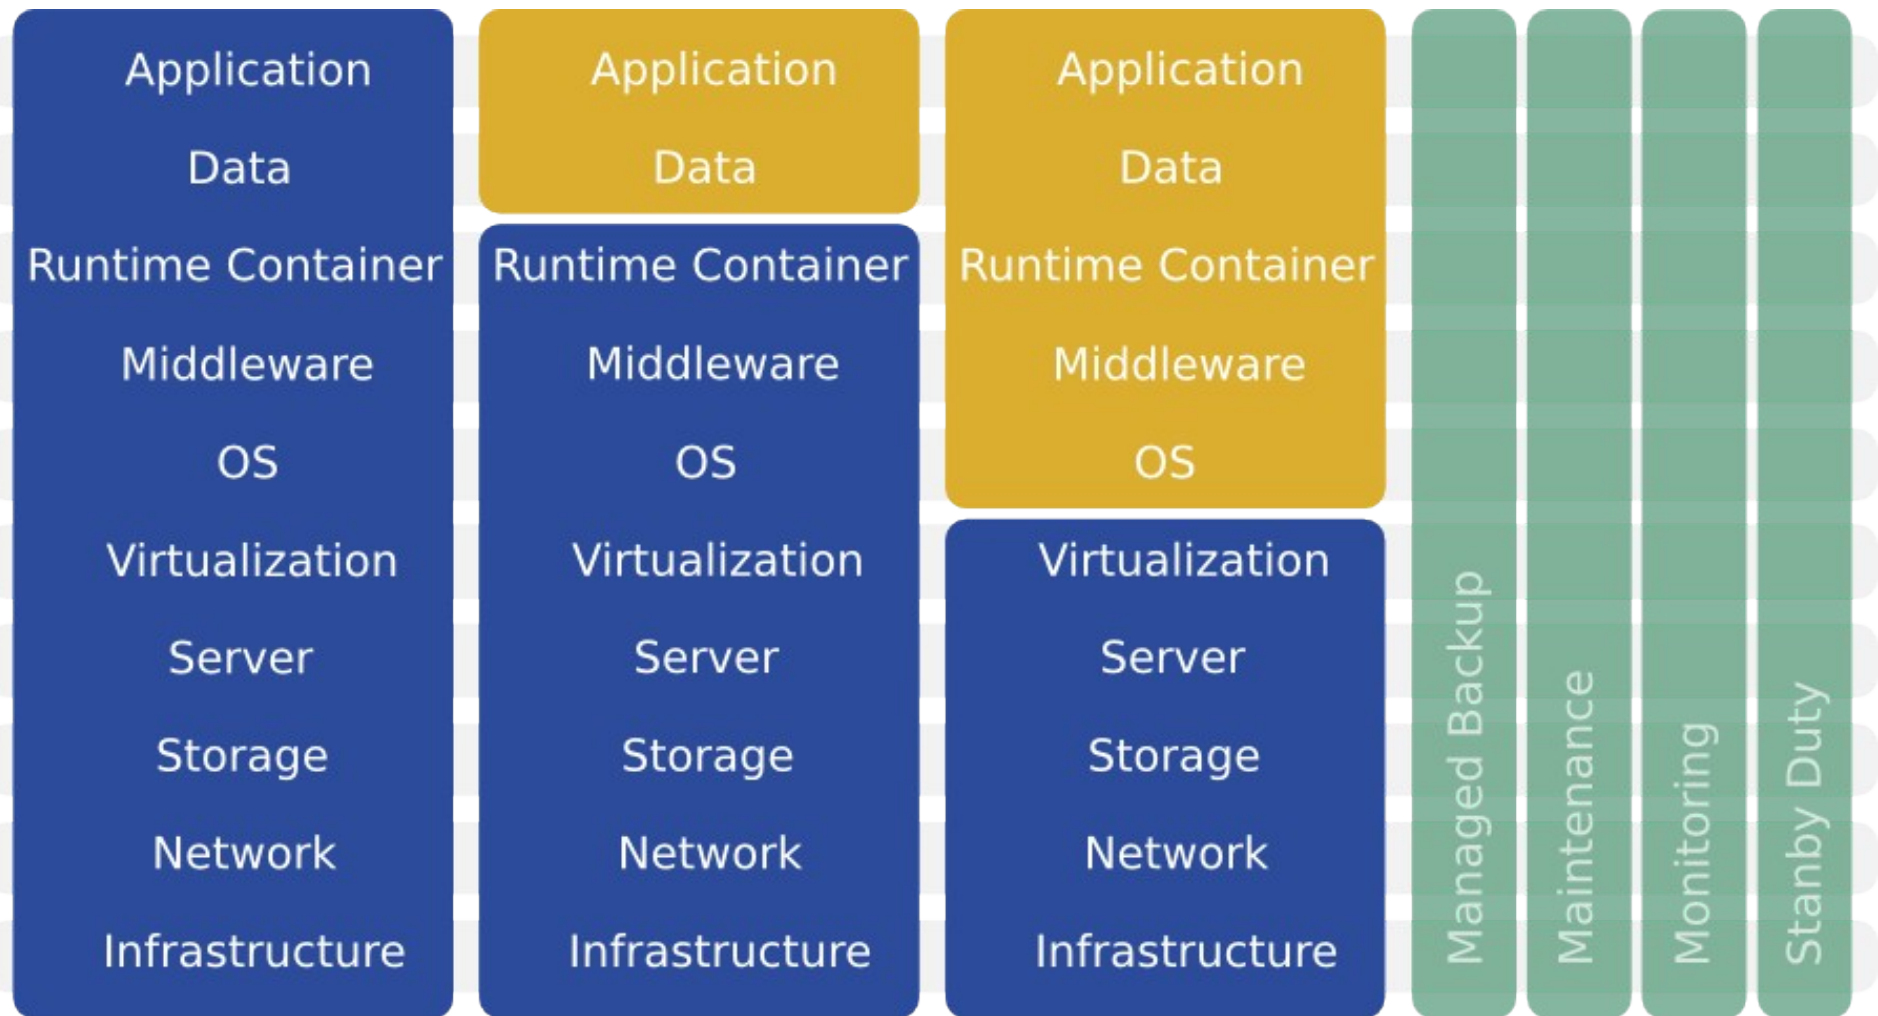 Application
Data
Runtime Container
Middleware
OS
Virtualization
Server
Storage
Network
Infrastructure
Application
Data
Runtime Container
Middleware
OS
Virtualization
Server
Storage
Network
Infrastructure
Application
Data
Runtime Container
Middleware
OS
Virtualization
Server
Storage
Network
Infrastructure
Managed Backup
Maintenance
Monitoring
Stanby Duty